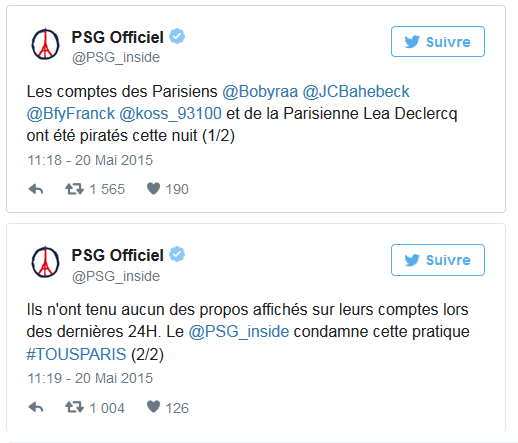 PSG Officiel
@PSG_inside
Suivre
Les comptes des Parisiens @Bobyraa @JCBahebeck
@BfyFranck @koss_93100 et de la Parisienne Lea Declercq
ont été piratés cette nuit (1/2)
11:18 - 20 Mai 2015
1 565 190
PSG Officiel
@PSG_inside
Suivre
Ils n'ont tenu aucun des propos affichés sur leurs comptes lors
des dernières 24H. Le @PSG_inside condamne cette pratique
#TOUSPARIS (2/2)
11:19 - 20 Mai 2015
1 004 126